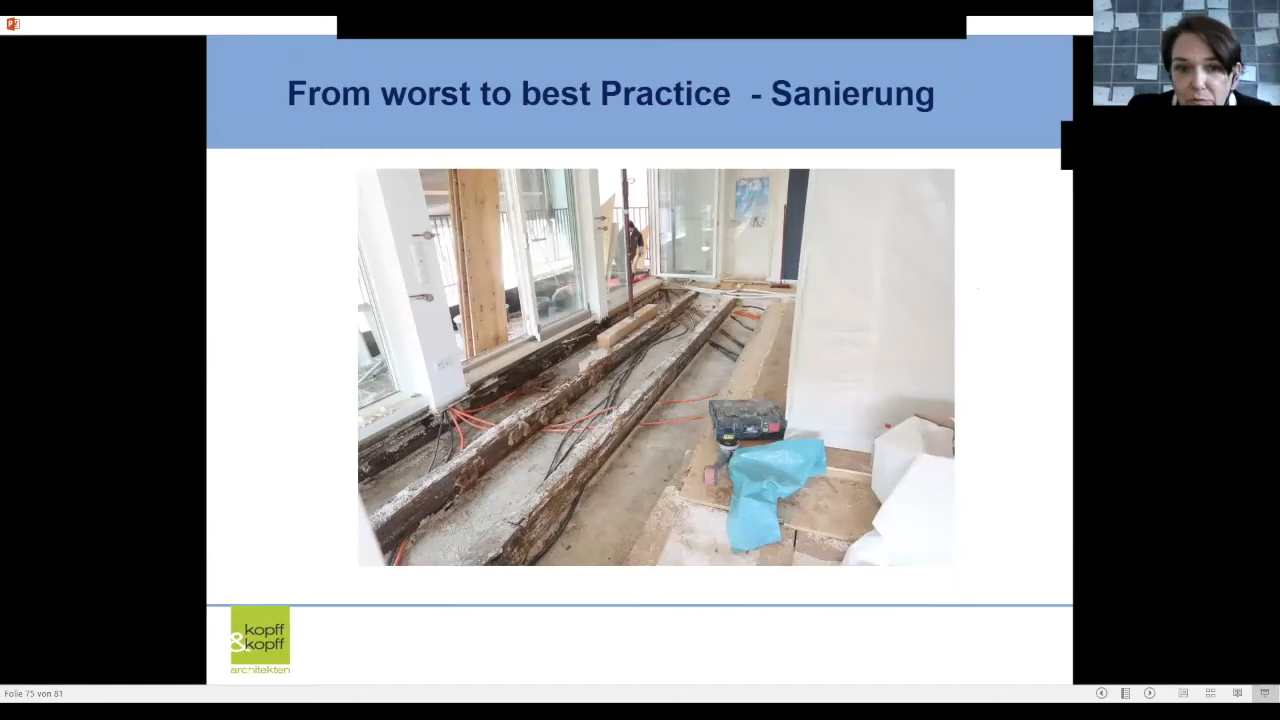 From worst to best Practice - Sanierung
kopff
&kopff
architekten
Folie 75 von 81